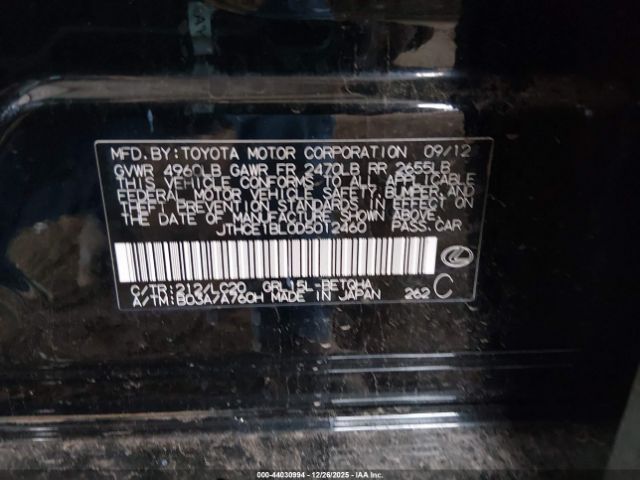 MFD. BY: TOYOTA MOTOR CORPORATION 09/12
GVWR 4960LB GAWR FR 2470LB RR 2655LB
THIS VEHICLE CONFORMS TO ALL APPLICABLE
FEDERAL MOTOR VEHICLE SAFETY, BUMPER AND
THEFT PREVENTION STANDARDS IN EFFECT ON
THE DATE OF MANUFACTURE SHOWN ABOVE.
JTHCE1BL0D5012460 PASS.CAR
C/TR:212/LC20 GRL15L-BETQHA
A/TM:B03A/A760H MADE IN JAPAN 262 C
000-44030994 - 12/26/2025 - IAAI.COM